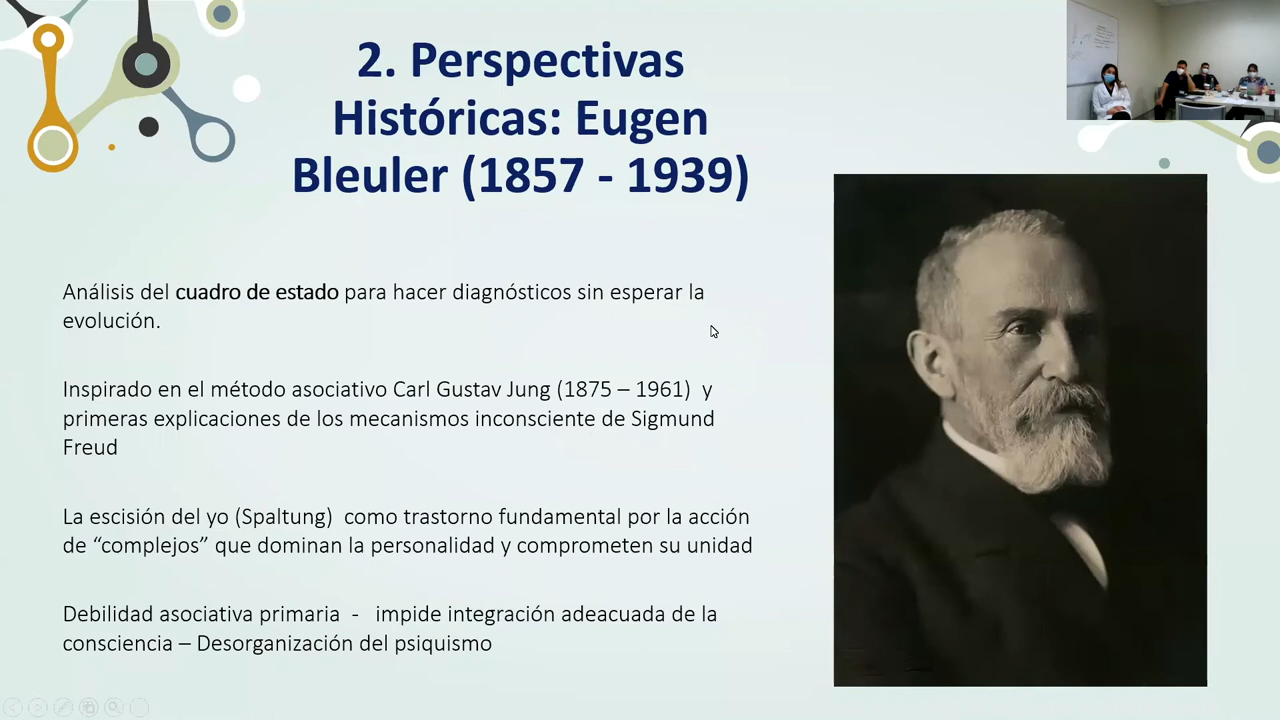 2. Perspectivas
Históricas: Eugen
Bleuler (1857 - 1939)
Análisis del cuadro de estado para hacer diagnósticos sin esperar la
evolución.
Inspirado en el método asociativo Carl Gustav Jung (1875 – 1961) y
primeras explicaciones de los mecanismos inconsciente de Sigmund
Freud
La escisión del yo (Spaltung) como trastorno fundamental por la acción
de “complejos” que dominan la personalidad y comprometen su unidad
Debilidad asociativa primaria - impide integración adeacuada de la
consciencia – Desorganización del psiquismo